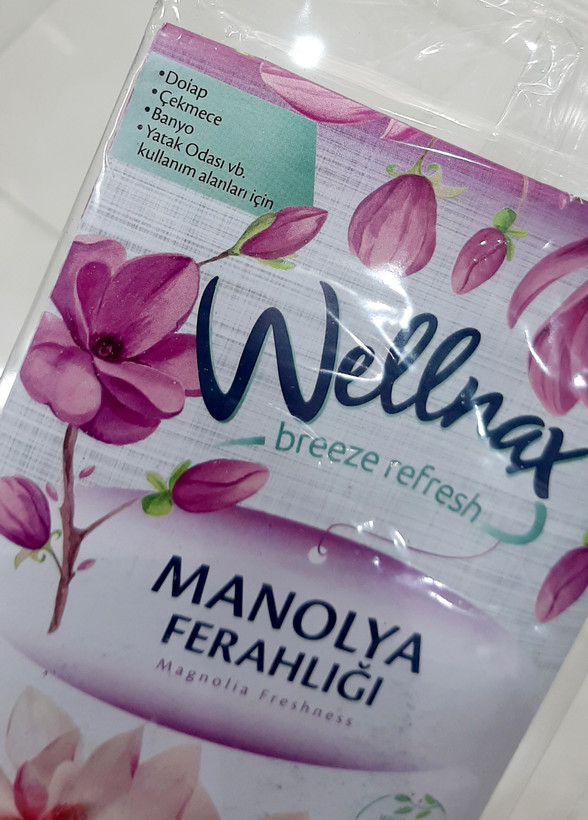 •Dolap
•Çekmece
•Banyo
•Yatak Odası vb.
kullanım alanları için
Wellnax
breeze refresh
MANOLYA
FERAHLIĞI
Magnolia Freshness